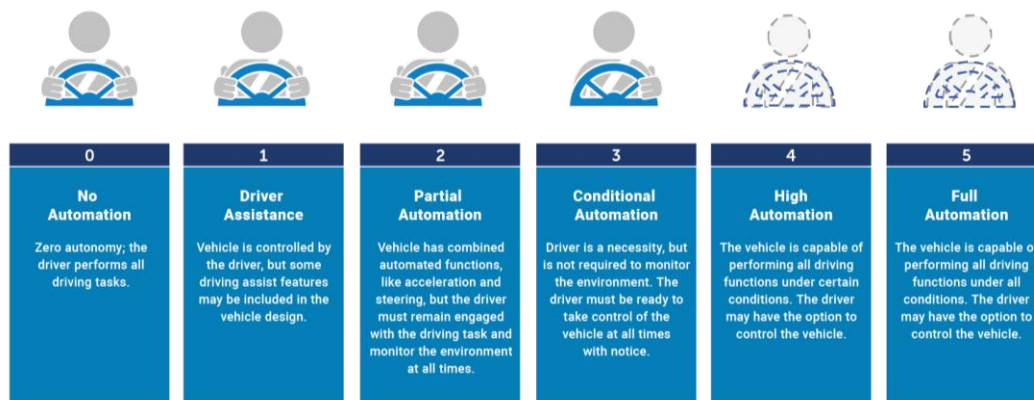 0
No
Automation
Zero autonomy; the
driver performs all
driving tasks.
1
Driver
Assistance
Vehicle is controlled by
the driver, but some
driving assist features
may be included in the
vehicle design.
2
Partial
Automation
Vehicle has combined
automated functions,
like acceleration and
steering, but the driver
must remain engaged
with the driving task and
monitor the environment
at all times.
3
Conditional
Automation
Driver is a necessity, but
is not required to monitor
the environment. The
driver must be ready to
take control of the
vehicle at all times
with notice.
4
High
Automation
The vehicle is capable of
performing all driving
functions under certain
conditions. The driver
may have the option to
control the vehicle.
5
Full
Automation
The vehicle is capable of
performing all driving
functions under all
conditions. The driver
may have the option to
control the vehicle.